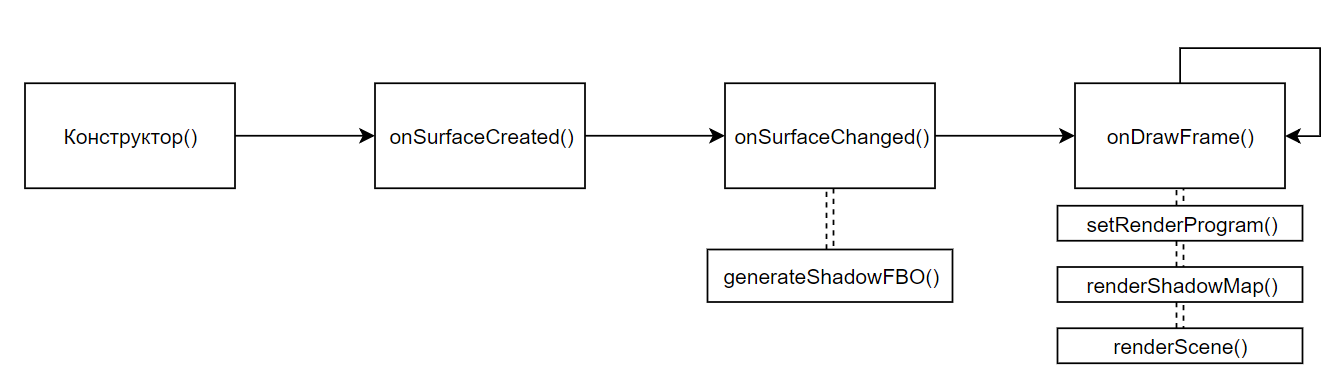 Конструктор()
onSurfaceCreated()
onSurfaceChanged()
onDrawFrame()
generateShadowFBO()
setRenderProgram()
renderShadowMap()
renderScene()